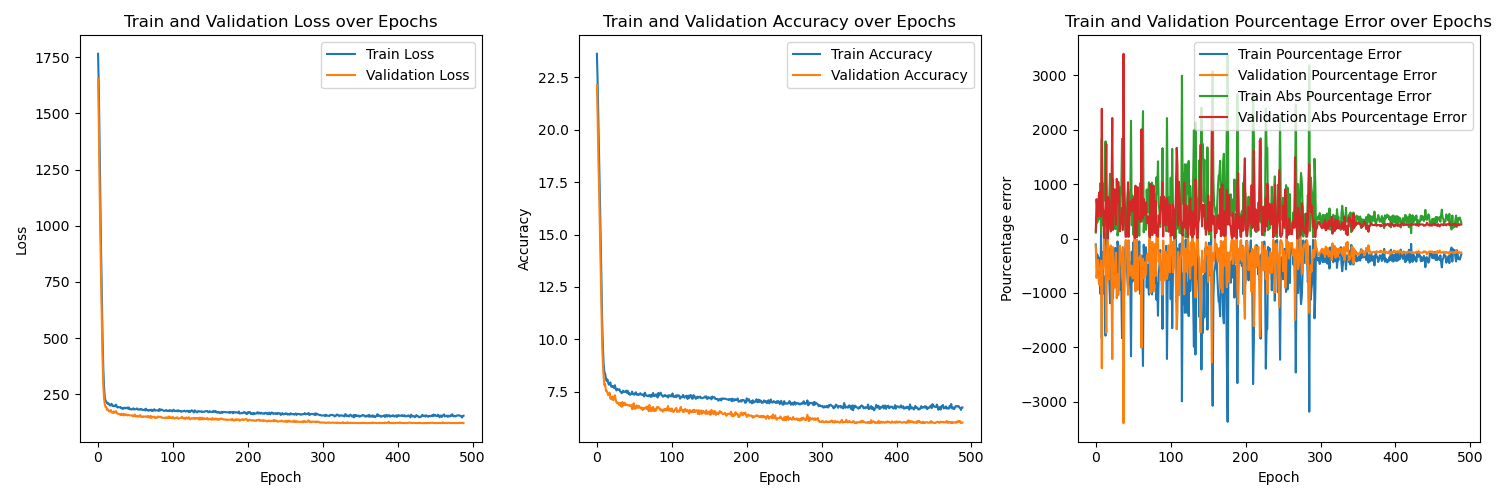 Train and Validation Loss over Epochs
Loss
1750
1500
1250
1000
750
500
250
0
100
200
300
400
500
Epoch
Train Loss
Validation Loss
Train and Validation Accuracy over Epochs
Accuracy
22.5
20.0
17.5
15.0
12.5
10.0
7.5
0
100
200
300
400
500
Epoch
Train Accuracy
Validation Accuracy
Train and Validation Pourcentage Error over Epochs
Pourcentage error
3000
2000
1000
0
−1000
−2000
−3000
0
100
200
300
400
500
Epoch
Train Pourcentage Error
Validation Pourcentage Error
Train Abs Pourcentage Error
Validation Abs Pourcentage Error